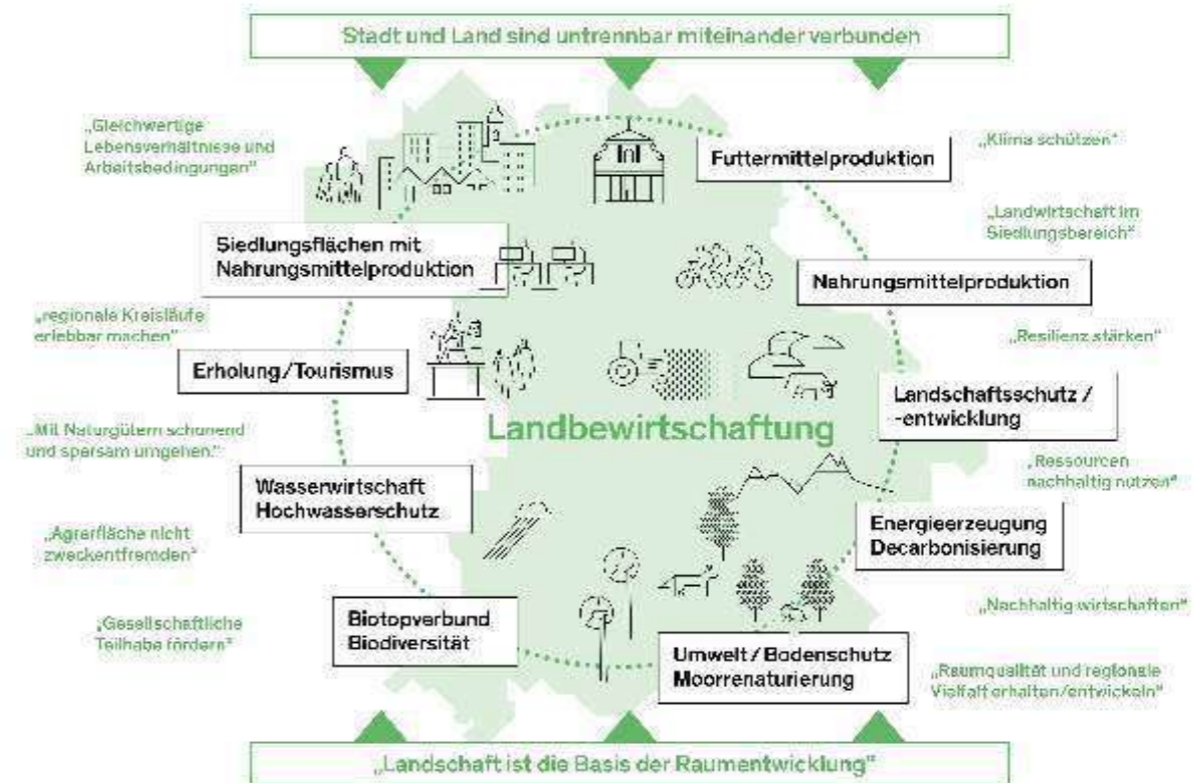 Stadt und Land sind untrennbar miteinander verbunden
„Gleichwertige
Lebensverhältnisse und
Arbeitsbedingungen“
Futtermittelproduktion
„Klima schützen“
„Landwirtschaft im
Siedlungsbereich“
Siedlungsflächen mit
Nahrungsmittelproduktion
Nahrungsmittelproduktion
„regionale Kreisläufe
erlebbar machen“
„Resilienz stärken“
Erholung/Tourismus
Landschaftsschutz /
-entwicklung
Landbewirtschaftung
„Mit Naturgütern schonend
und sparsam umgehen.“
„Ressourcen
nachhaltig nutzen“
Wasserwirtschaft
Hochwasserschutz
Energieerzeugung
Decarbonisierung
„Agrarfläche nicht
zweckentfremden“
„Nachhaltig wirtschaften“
Biotopverbund
Biodiversität
„Gesellschaftliche
Teilhabe fördern“
Umwelt / Bodenschutz
Moorrenaturierung
„Raumqualität und regionale
Vielfalt erhalten/entwickeln“
„Landschaft ist die Basis der Raumentwicklung“